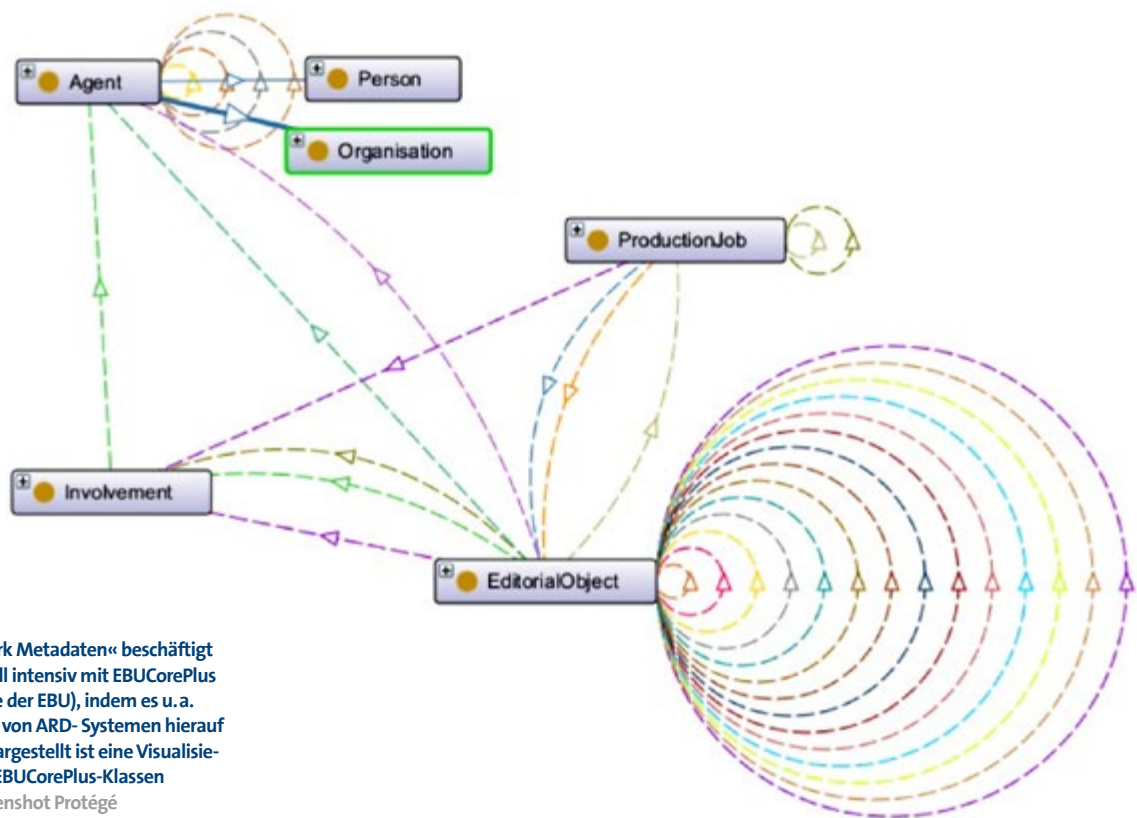 Agent
Person
Organisation
ProductionJob
Involvement
EditorialObject
rk Metadaten« beschäftigt
ll intensiv mit EBUCorePlus
e der EBU), indem es u.a.
von ARD- Systemen hierauf
argestellt ist eine Visualisie-
EBUCorePlus-Klassen
enshot Protégé